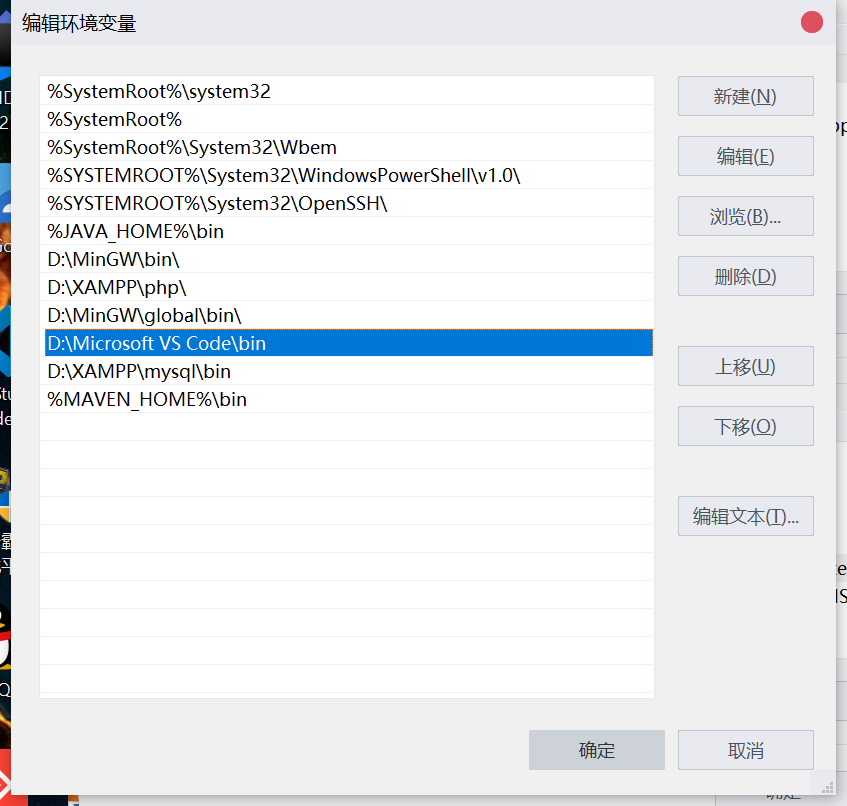 编辑环境变量
%SystemRoot%\system32
%SystemRoot%
%SystemRoot%\System32\Wbem
%SYSTEMROOT%\System32\WindowsPowerShell\v1.0\
%SYSTEMROOT%\System32\OpenSSH\
%JAVA_HOME%\bin
D:\MinGW\bin\
D:\XAMPP\php\
D:\MinGW\global\bin\
D:\Microsoft VS Code\bin
D:\XAMPP\mysql\bin
%MAVEN_HOME%\bin
新建(N)
编辑(E)
浏览(B)...
删除(D)
上移(U)
下移(O)
编辑文本(T)...
确定
取消